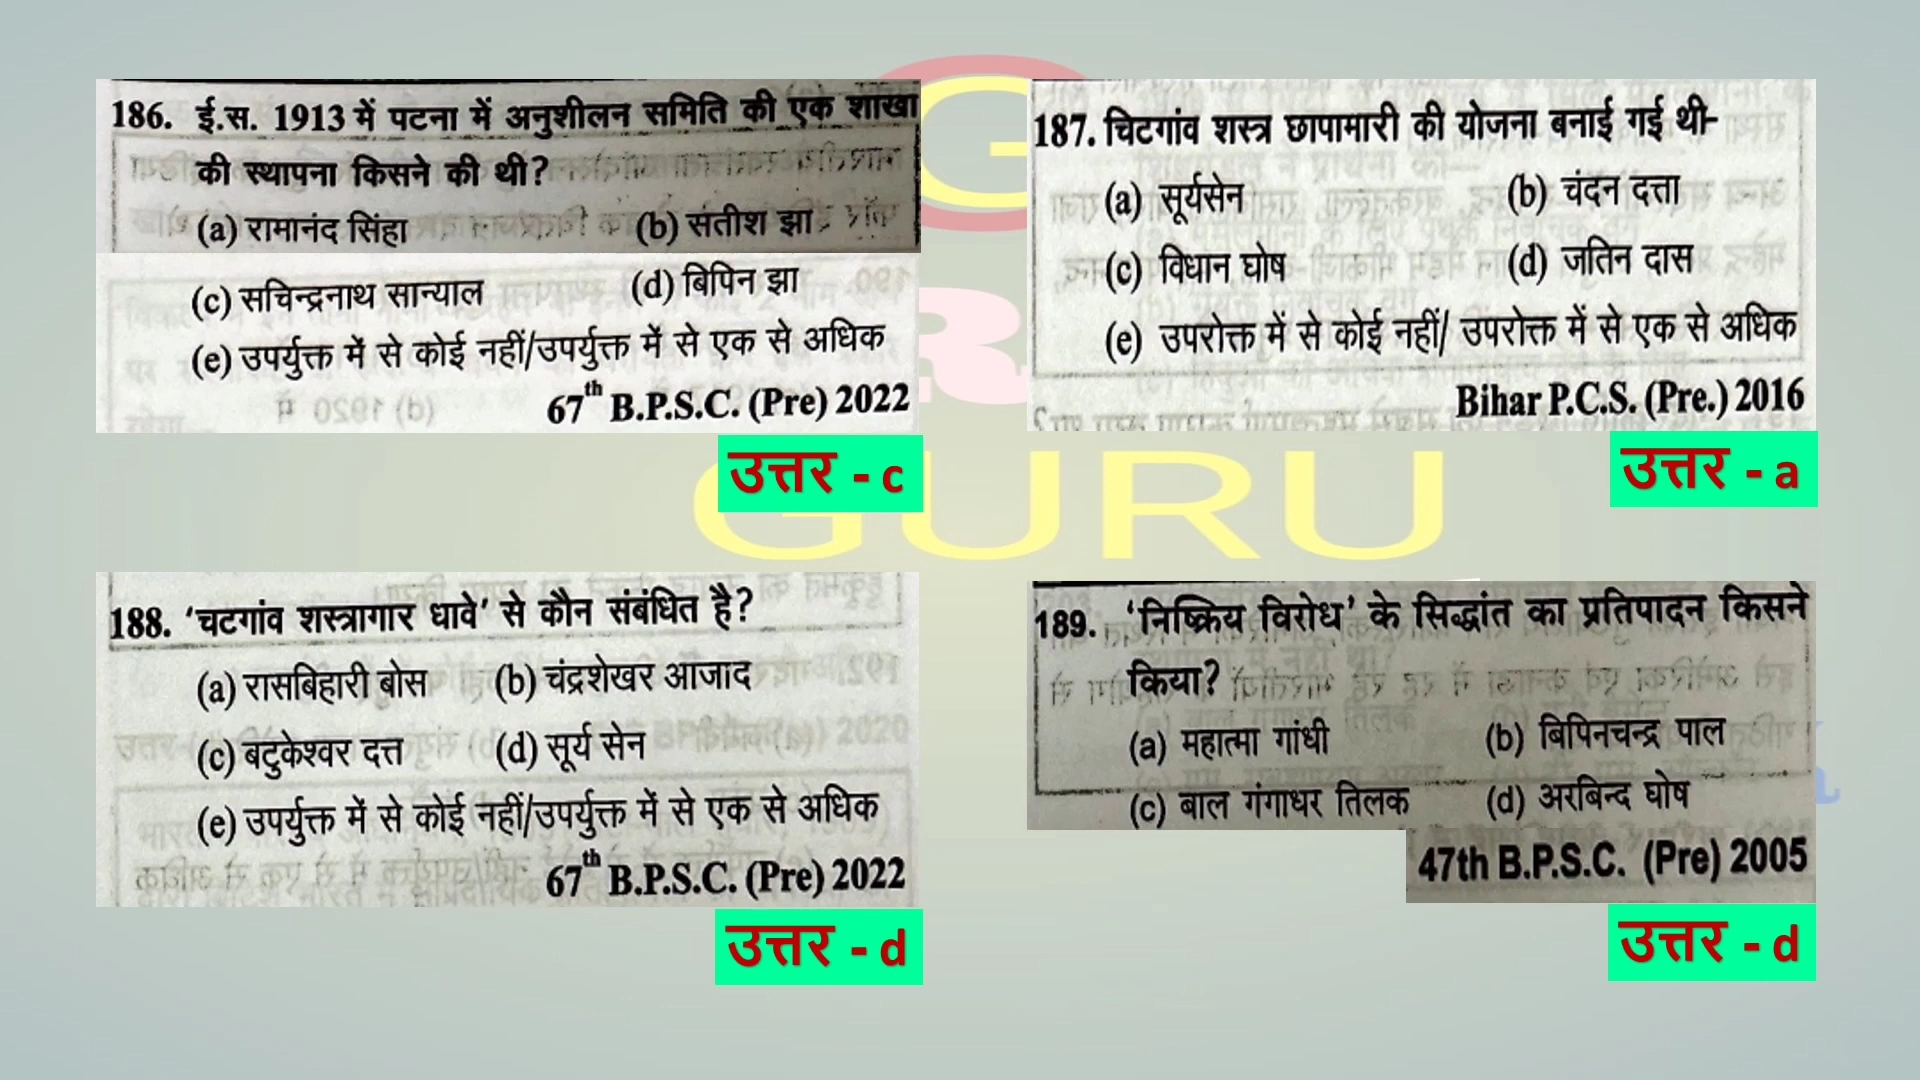 186. ई.स. 1913 में पटना में अनुशीलन समिति की एक शाखा
की स्थापना किसने की थी?
(a) रामानंद सिंहा (b) सतीश झा
(c) सचिन्द्रनाथ सान्याल (d) बिपिन झा
(e) उपर्युक्त में से कोई नहीं/उपर्युक्त में से एक से अधिक
67th B.P.S.C. (Pre) 2022
उत्तर - c
187. चिटगांव शस्त्र छापामारी की योजना बनाई गई थी-
(a) सूर्यसेन (b) चंदन दत्ता
(c) विधान घोष (d) जतिन दास
(e) उपरोक्त में से कोई नहीं/ उपरोक्त में से एक से अधिक
Bihar P.C.S. (Pre.) 2016
उत्तर - a
GURU
188. 'चटगांव शस्त्रागार धावे' से कौन संबंधित है?
(a) रासबिहारी बोस (b) चंद्रशेखर आजाद
(c) बटुकेश्वर दत्त (d) सूर्य सेन
(e) उपर्युक्त में से कोई नहीं/उपर्युक्त में से एक से अधिक
67th B.P.S.C. (Pre) 2022
उत्तर - d
189. 'निष्क्रिय विरोध' के सिद्धांत का प्रतिपादन किसने
किया?
(a) महात्मा गांधी (b) बिपिनचन्द्र पाल
(c) बाल गंगाधर तिलक (d) अरबिन्द घोष
47th B.P.S.C. (Pre) 2005
उत्तर - d